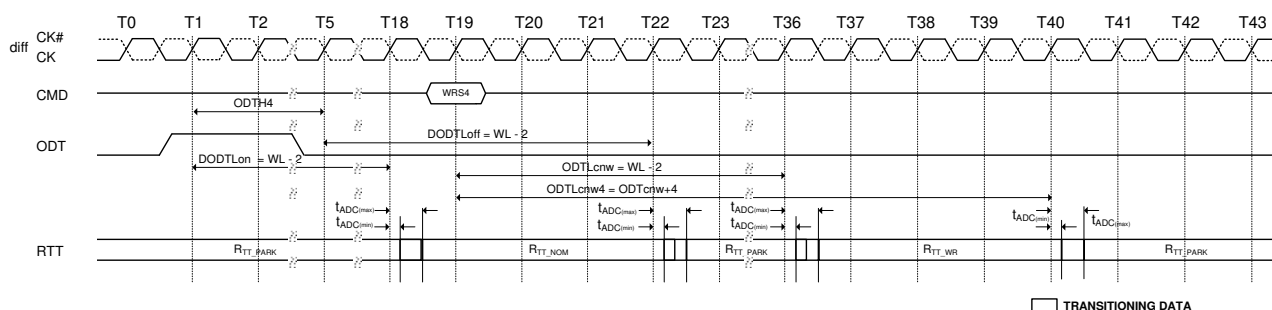 T0 T1 T2 T5 T18 T19 T20 T21 T22 T23 T36 T37 T38 T39 T40 T41 T42 T43
diff CK#
CK
CMD WRS4
ODTH4
ODT DODTLoff = WL - 2
DODTLon = WL - 2 ODTLcnw = WL - 2
ODTLcnw4 = ODTcnw+4
tADC(max) tADC(max) tADC(max)
tADC(min) tADC(min) tADC(min) tADC(min) tADC(max)
RTT RTT_PARK RTT_NOM RTT_PARK RTT_WR RTT_PARK
TRANSITIONING DATA